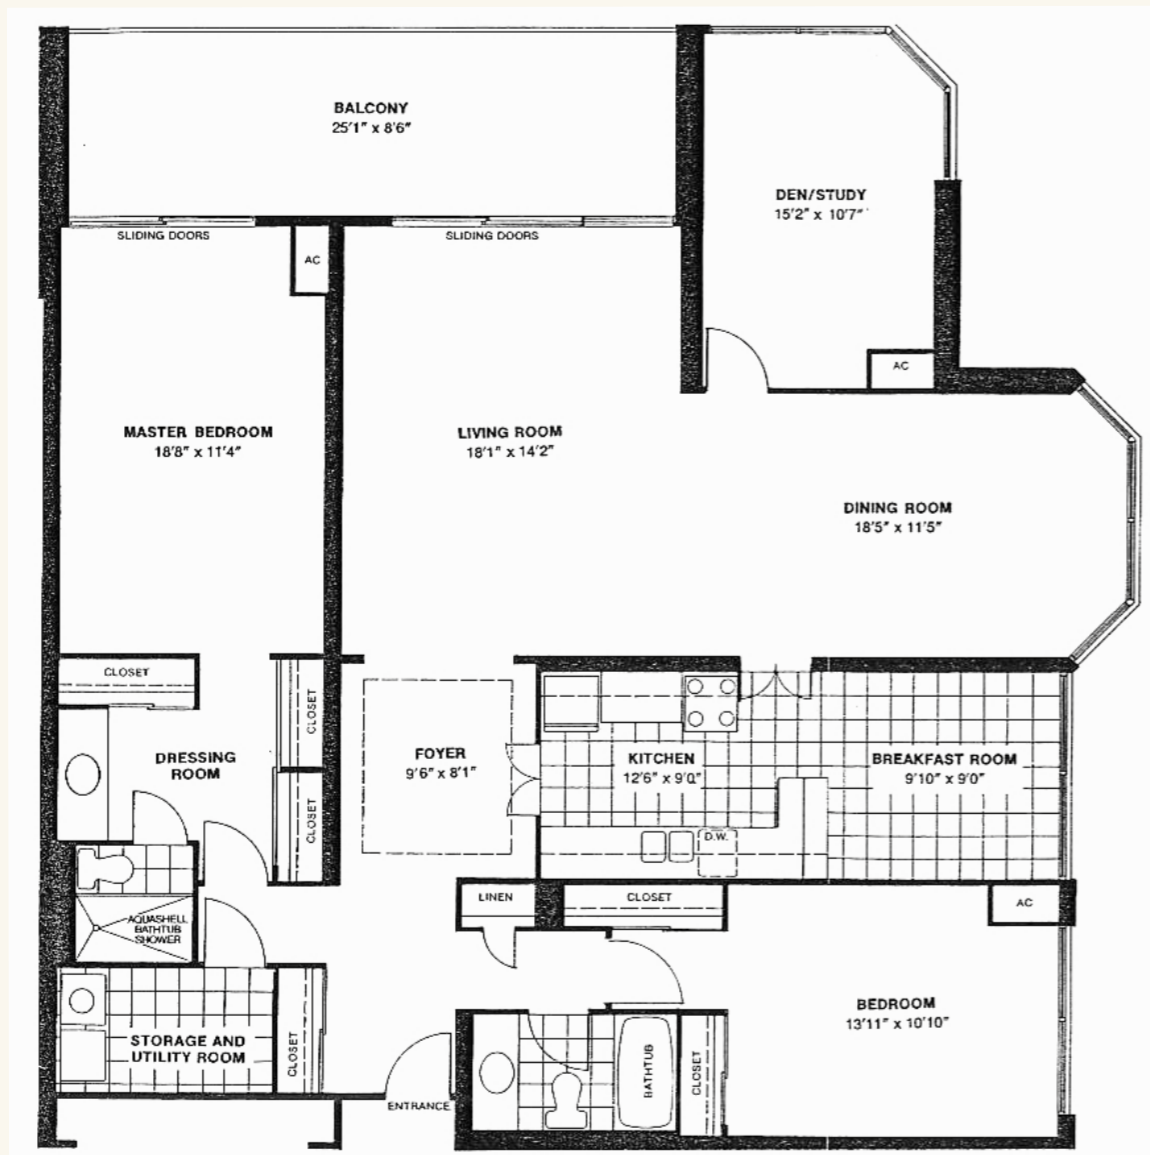 BALCONY
25'1" x 8'6"
DEN/STUDY
15'2" x 10'7"
SLIDING DOORS
SLIDING DOORS
AC
AC
MASTER BEDROOM
18'8" x 11'4"
LIVING ROOM
18'1" x 14'2"
DINING ROOM
18'5" x 11'5"
CLOSET
CLOSET
DRESSING
ROOM
FOYER
9'6" x 8'1"
KITCHEN
12'6" x 9'0"
BREAKFAST ROOM
9'10" x 9'0"
CLOSET
D.W.
LINEN
CLOSET
AC
AQUASHELL
BATHTUB
SHOWER
BEDROOM
13'11" x 10'10"
STORAGE AND
UTILITY ROOM
CLOSET
BATHTUB
CLOSET
ENTRANCE